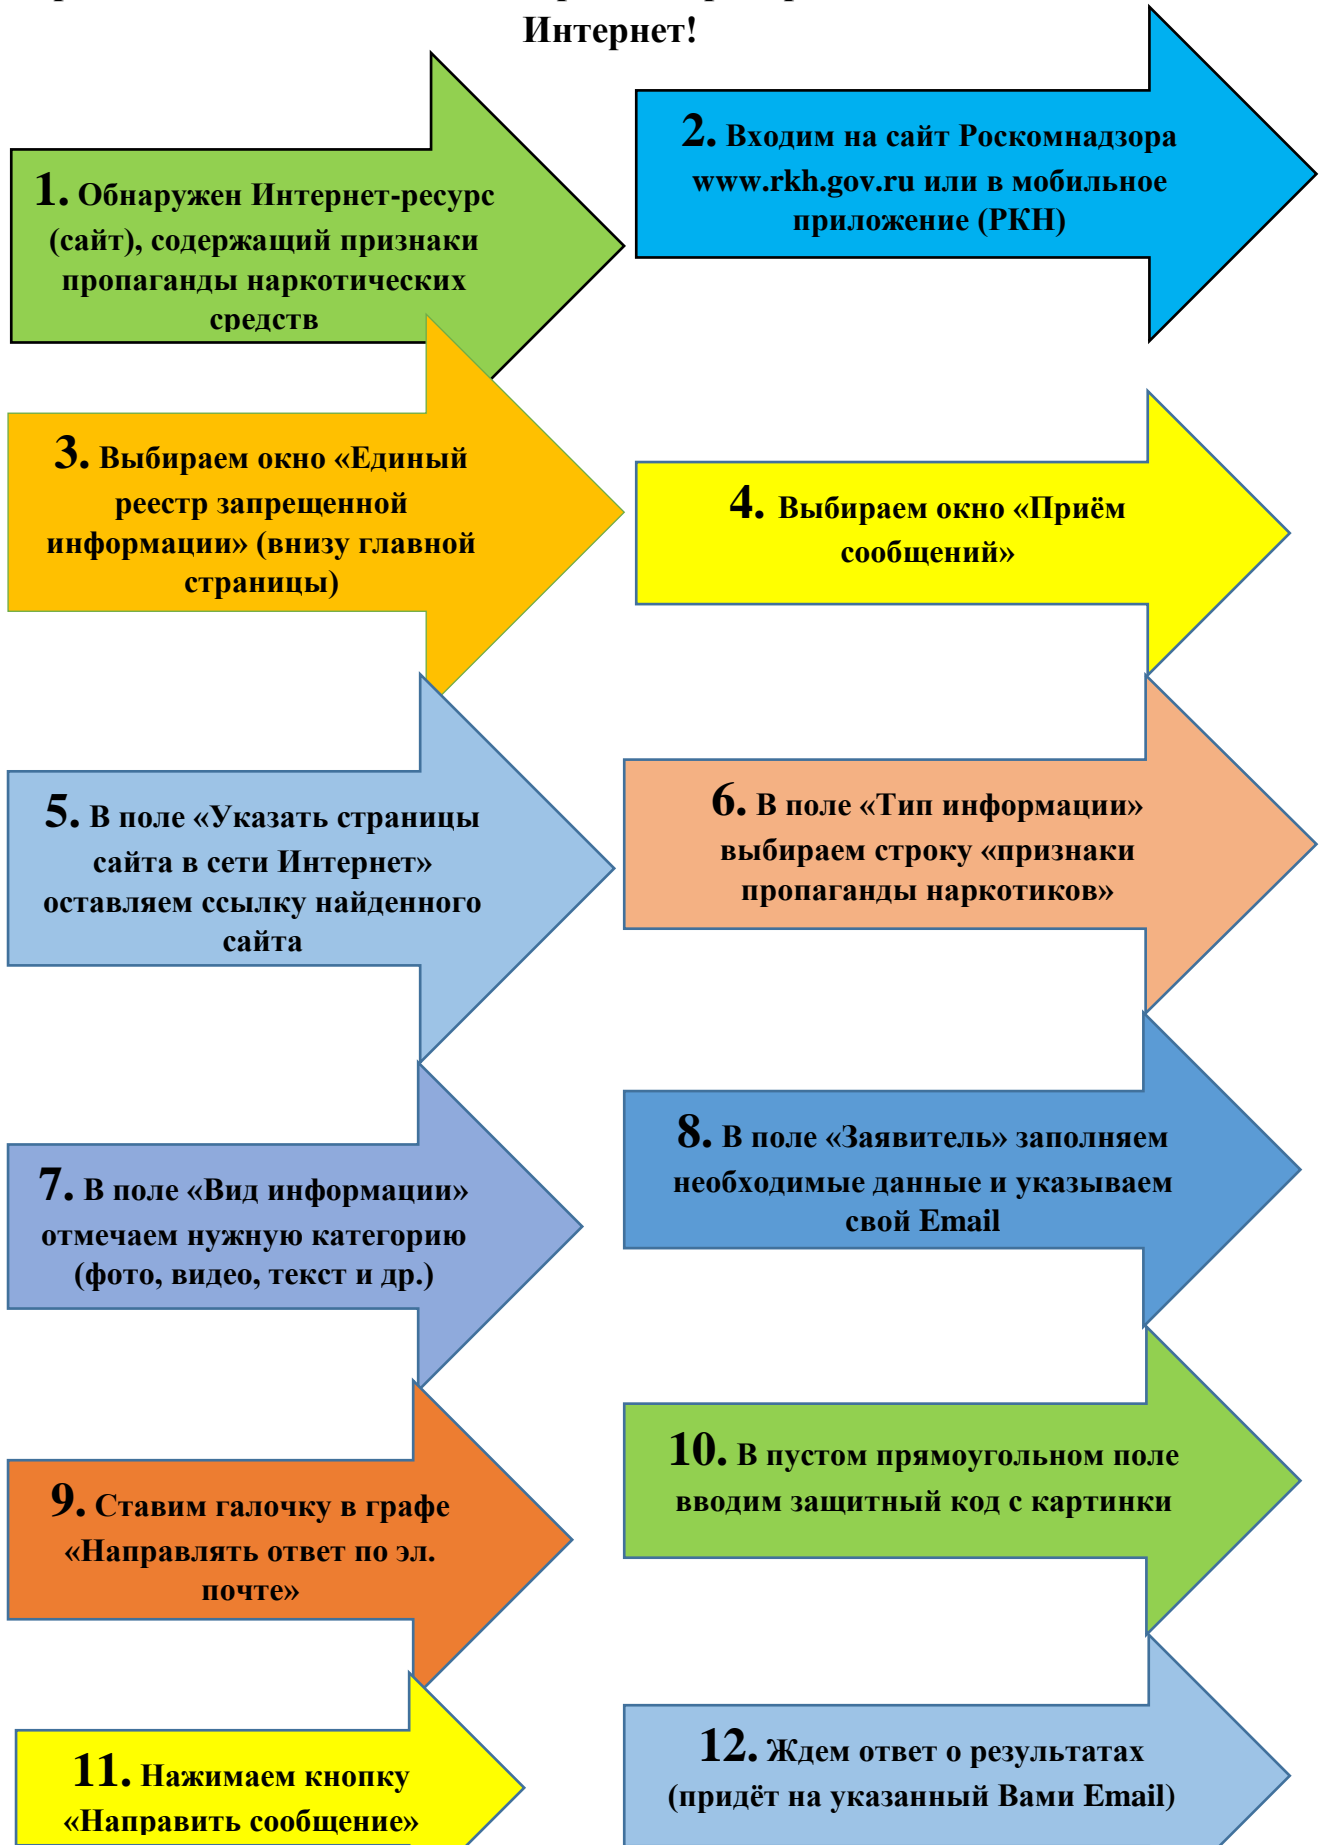 Интернет!
1. Обнаружен Интернет-ресурс
(сайт), содержащий признаки
пропаганды наркотических
средств
2. Входим на сайт Роскомнадзора
www.rkh.gov.ru или в мобильное
приложение (РКН)
3. Выбираем окно «Единый
реестр запрещенной
информации» (внизу главной
страницы)
4. Выбираем окно «Приём
сообщений»
5. В поле «Указать страницы
сайта в сети Интернет»
оставляем ссылку найденного
сайта
6. В поле «Тип информации»
выбираем строку «признаки
пропаганды наркотиков»
7. В поле «Вид информации»
отмечаем нужную категорию
(фото, видео, текст и др.)
8. В поле «Заявитель» заполняем
необходимые данные и указываем
свой Email
9. Ставим галочку в графе
«Направлять ответ по эл.
почте»
10. В пустом прямоугольном поле
вводим защитный код с картинки
11. Нажимаем кнопку
«Направить сообщение»
12. Ждем ответ о результатах
(придёт на указанный Вами Email)